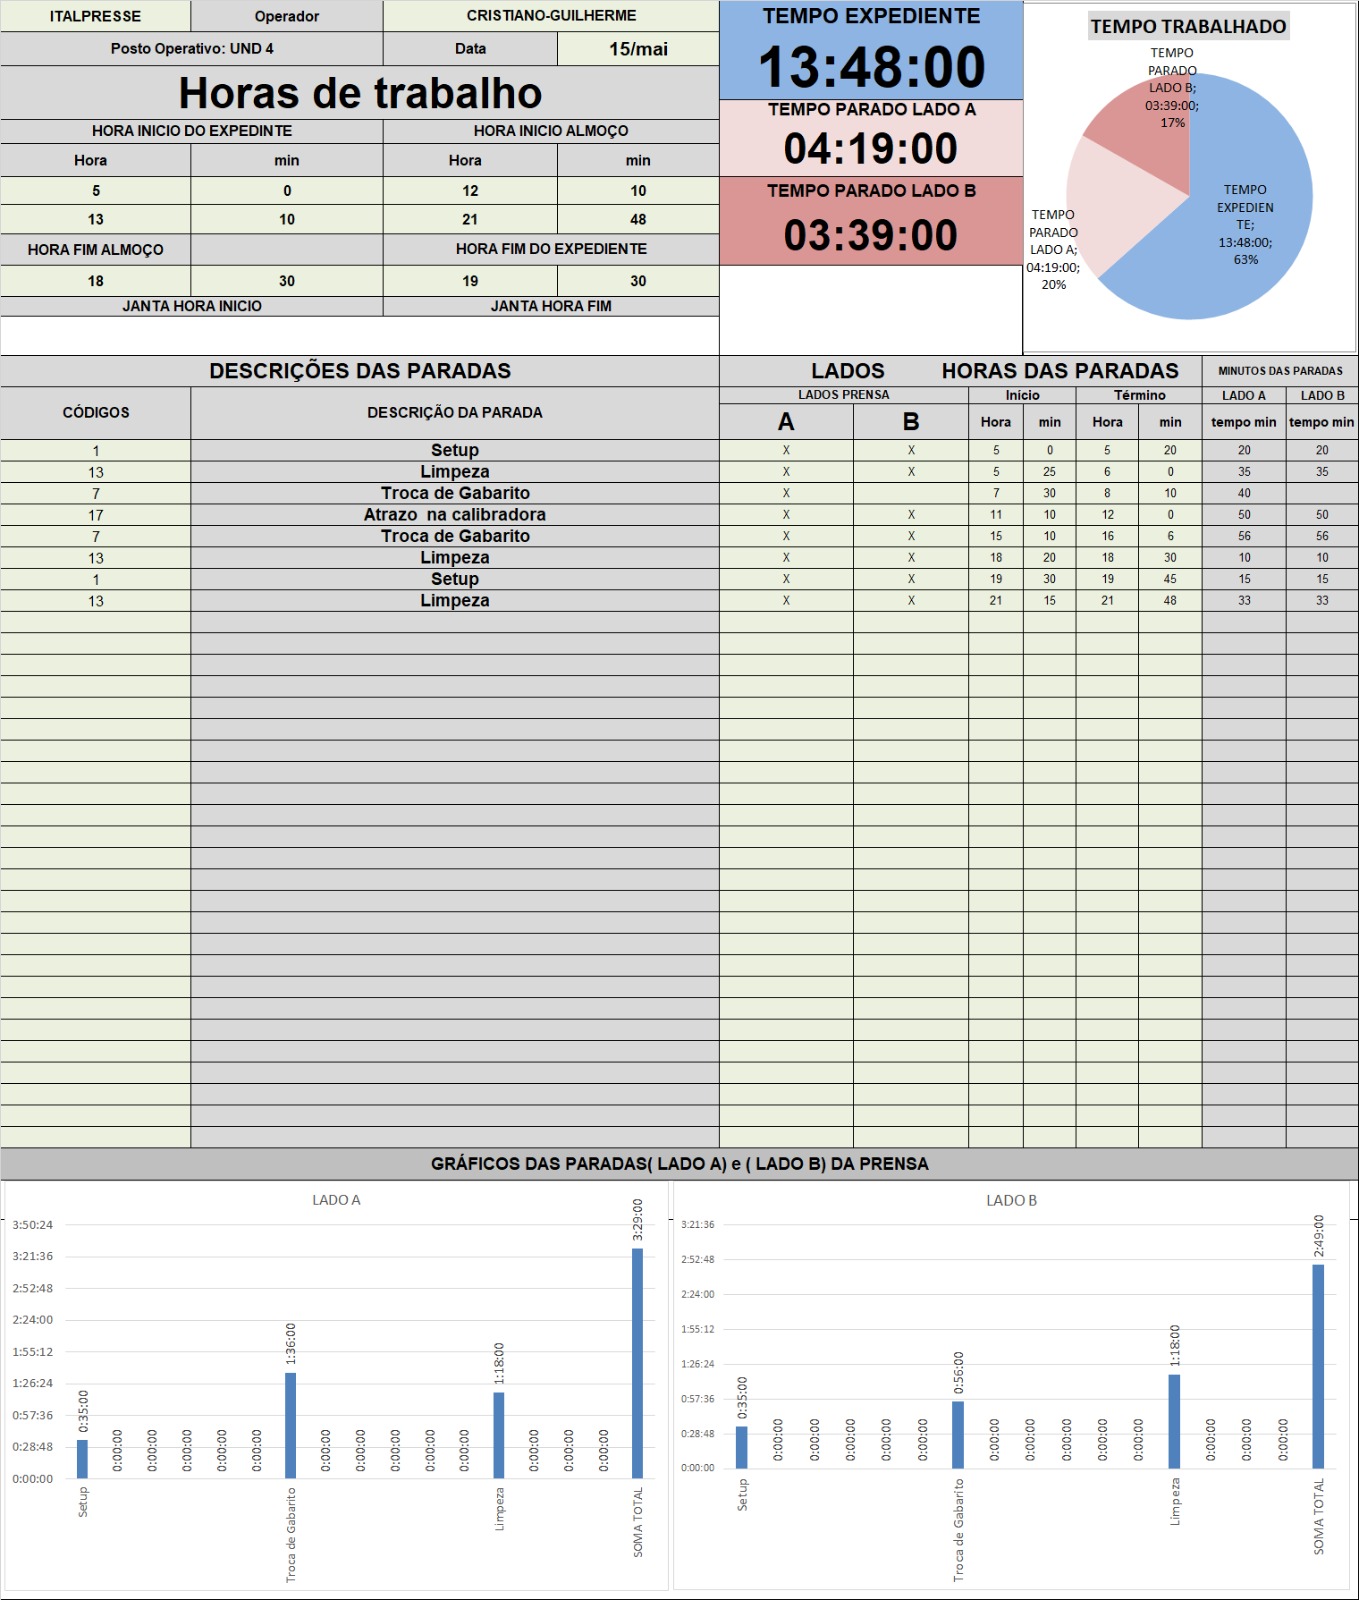 ITALPRESSE Operador CRISTIANO-GUILHERME
Posto Operativo: UND 4 Data 15/mai
Horas de trabalho
HORA INICIO DO EXPEDINTE HORA INICIO ALMOÇO
Hora min Hora min
5 0 12 10
13 10 21 48
HORA FIM ALMOÇO HORA FIM DO EXPEDIENTE
18 30 19 30
JANTA HORA INICIO JANTA HORA FIM
TEMPO EXPEDIENTE
13:48:00
TEMPO PARADO LADO A
04:19:00
TEMPO PARADO LADO B
03:39:00
TEMPO TRABALHADO
TEMPO
PARADO
LADO B;
03:39:00;
17%
TEMPO
EXPEDIEN
TE;
13:48:00;
63%
TEMPO
PARADO
LADO A;
04:19:00;
20%
DESCRIÇÕES DAS PARADAS LADOS HORAS DAS PARADAS MINUTOS DAS PARADAS
CÓDIGOS DESCRIÇÃO DA PARADA LADOS PRENSA Início Término LADO A LADO B
A B Hora min Hora min tempo min tempo min
1 Setup X X 5 0 5 20 20 20
13 Limpeza X X 5 25 6 0 35 35
7 Troca de Gabarito X 7 30 8 10 40
17 Atrazo na calibradora X X 11 10 12 0 50 50
7 Troca de Gabarito X X 15 10 16 6 56 56
13 Limpeza X X 18 20 18 30 10 10
1 Setup X X 19 30 19 45 15 15
13 Limpeza X X 21 15 21 48 33 33
GRÁFICOS DAS PARADAS( LADO A) e ( LADO B) DA PRENSA
LADO A
3:50:24
3:21:36
2:52:48
2:24:00
1:55:12
1:26:24
0:57:36
0:28:48
0:00:00
0:35:00
0:00:00
0:00:00
0:00:00
0:00:00
0:00:00
1:36:00
0:00:00
0:00:00
0:00:00
0:00:00
0:00:00
1:18:00
0:00:00
0:00:00
0:00:00
3:29:00
Setup
Troca de Gabarito
Limpeza
SOMA TOTAL
LADO B
3:21:36
2:52:48
2:24:00
1:55:12
1:26:24
0:57:36
0:28:48
0:00:00
0:35:00
0:00:00
0:00:00
0:00:00
0:00:00
0:00:00
0:56:00
0:00:00
0:00:00
0:00:00
0:00:00
0:00:00
1:18:00
0:00:00
0:00:00
0:00:00
2:49:00
Setup
Troca de Gabarito
Limpeza
SOMA TOTAL